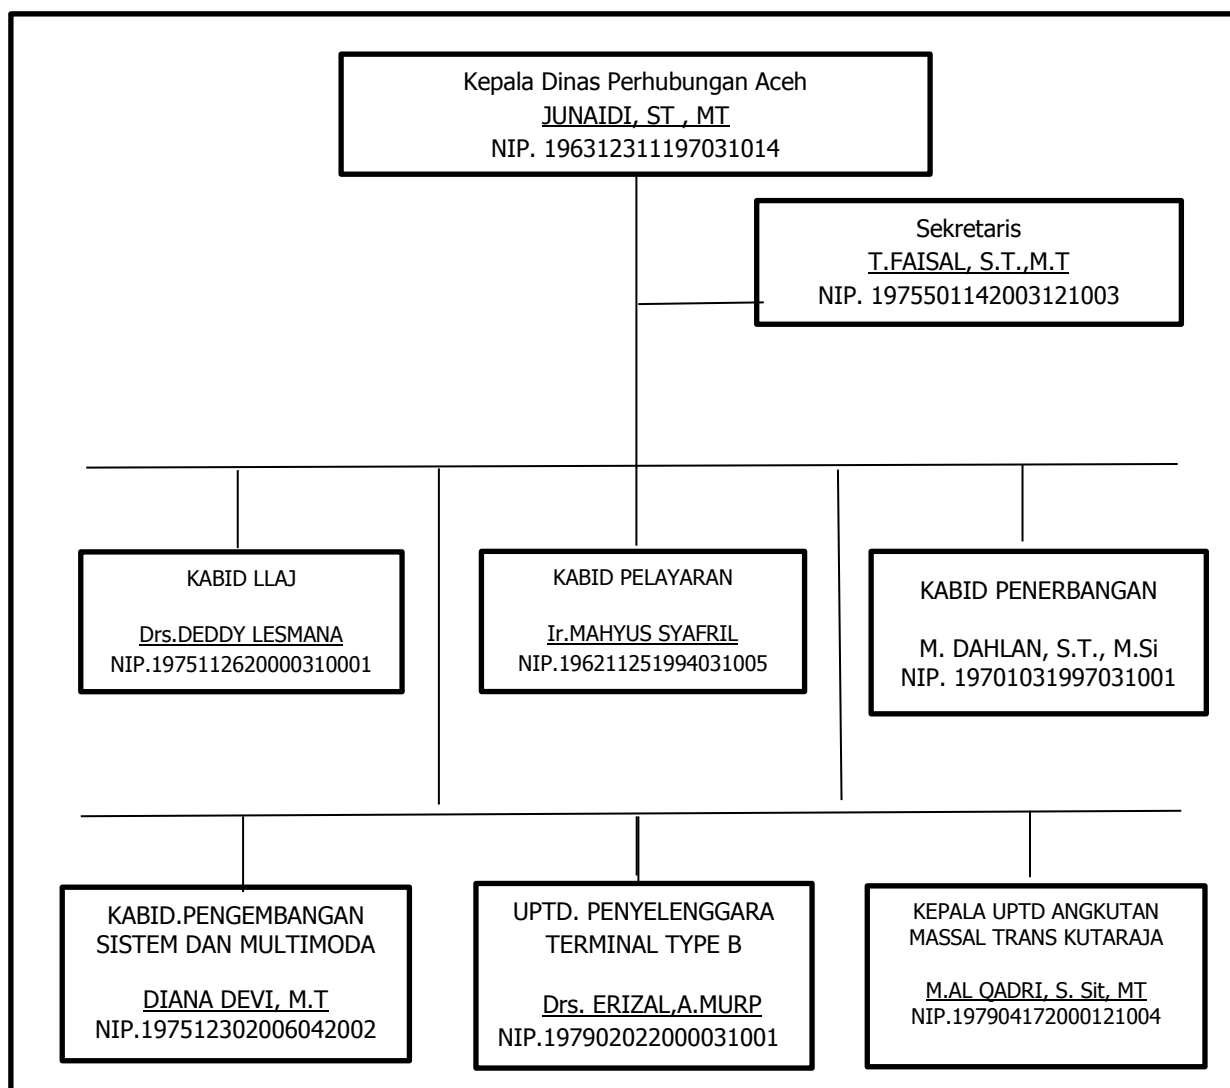 Kepala Dinas Perhubungan Aceh
JUNAIDI, ST , MT
NIP. 196312311197031014
Sekretaris
T.FAISAL, S.T.,M.T
NIP. 1975501142003121003
KABID LLAJ
Drs.DEDDY LESMANA
NIP.1975112620000310001
KABID PELAYARAN
Ir.MAHYUS SYAFRIL
NIP.196211251994031005
KABID PENERBANGAN
M. DAHLAN, S.T., M.Si
NIP. 19701031997031001
KABID.PENGEMBANGAN
SISTEM DAN MULTIMODA
DIANA DEVI, M.T
NIP.197512302006042002
UPTD. PENYELENGGARA
TERMINAL TYPE B
Drs. ERIZAL,A.MURP
NIP.197902022000031001
KEPALA UPTD ANGKUTAN
MASSAL TRANS KUTARAJA
M.AL QADRI, S. Sit, MT
NIP.197904172000121004